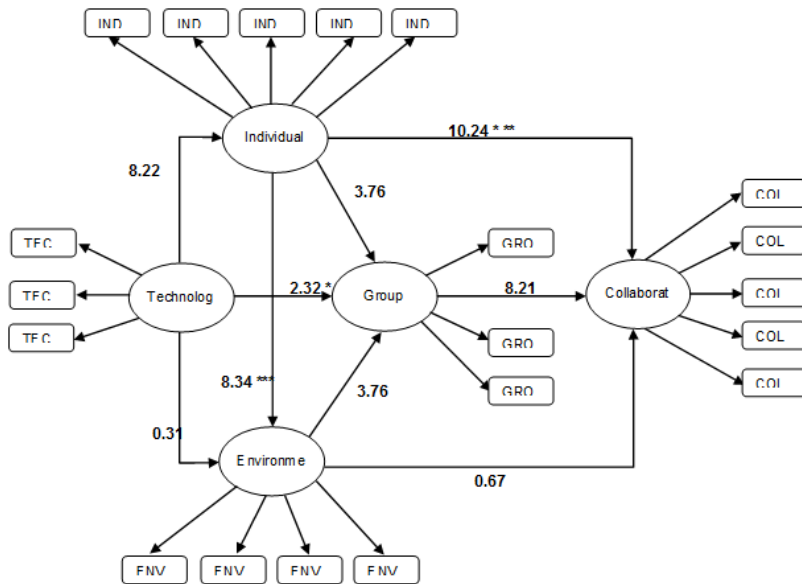 IND IND IND IND IND
Individual
10.24 * **
8.22
3.76
COL
TEC
GRO
COL
TEC
Technolog
2.32 *
Group
8.21
Collaborat
COL
TEC
COL
GRO
8.34 ***
3.76
GRO
COL
0.31
Environme
0.67
ENV ENV ENV ENV